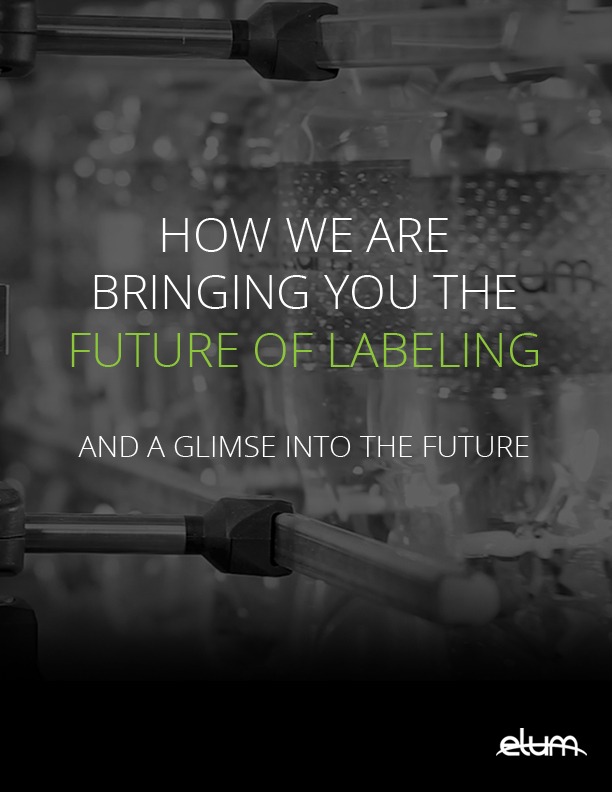 HOW WE ARE
BRINGING YOU THE
FUTURE OF LABELING
AND A GLIMSE INTO THE FUTURE
elum